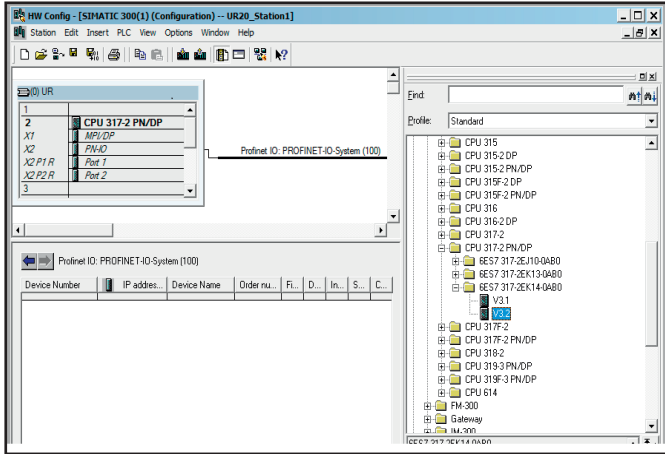 HW Config - [SIMATIC 300(1) (Configuration) -- UR20_Station1]
Station Edit Insert PLC View Options Window Help
(0) UR
1
2 CPU 317-2 PN/DP
X1 MPI/DP
X2 PN-IO
X2 P1 R Port 1
X2 P2 R Port 2
3
Profinet IO: PROFINET-IO-System (100)
Profinet IO: PROFINET-IO-System (100)
Device Number IP addres... Device Name Order nu... Fi... D... In... S... C...
Find:
Profile: Standard
CPU 315
CPU 315-2 DP
CPU 315-2 PN/DP
CPU 315F-2 DP
CPU 315F-2 PN/DP
CPU 316
CPU 316-2 DP
CPU 317-2
CPU 317-2 PN/DP
6ES7 317-2EJ10-0AB0
6ES7 317-2EK13-0AB0
6ES7 317-2EK14-0AB0
V3.1
V3.2
CPU 317F-2
CPU 317F-2 PN/DP
CPU 318-2
CPU 319-3 PN/DP
CPU 319F-3 PN/DP
CPU 614
FM-300
Gateway
IM-300
6ES7 317-2EK14-0AB0